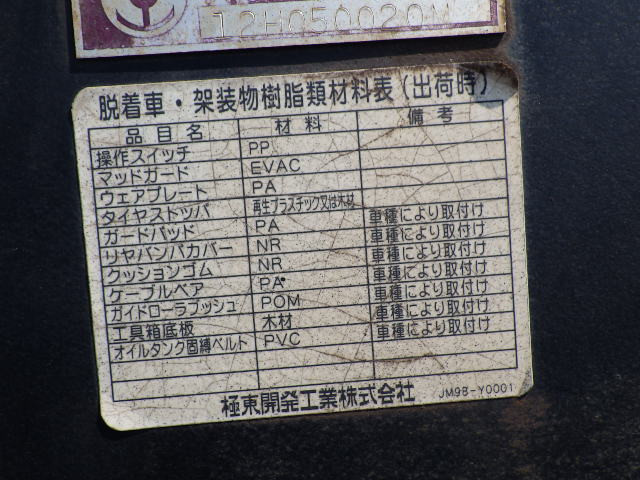 12HC50020M
脱着車・架装物樹脂類材料表(出荷時)
品目名 材料 備考
操作スイッチ PP
マッドガード EVAC
ウェアプレート PA
タイヤストッパ 再生プラスチック又は木材 車種により取付け
ガードパッド PA 車種により取付け
リヤバンパカバー NR 車種により取付け
クッションゴム NR 車種により取付け
ケーブルベア PA 車種により取付け
ガイドローラブッシュ POM 車種により取付け
工具箱底板 木材 車種により取付け
オイルタンク固縛ベルト PVC
極東開発工業株式会社 JM98-Y0001